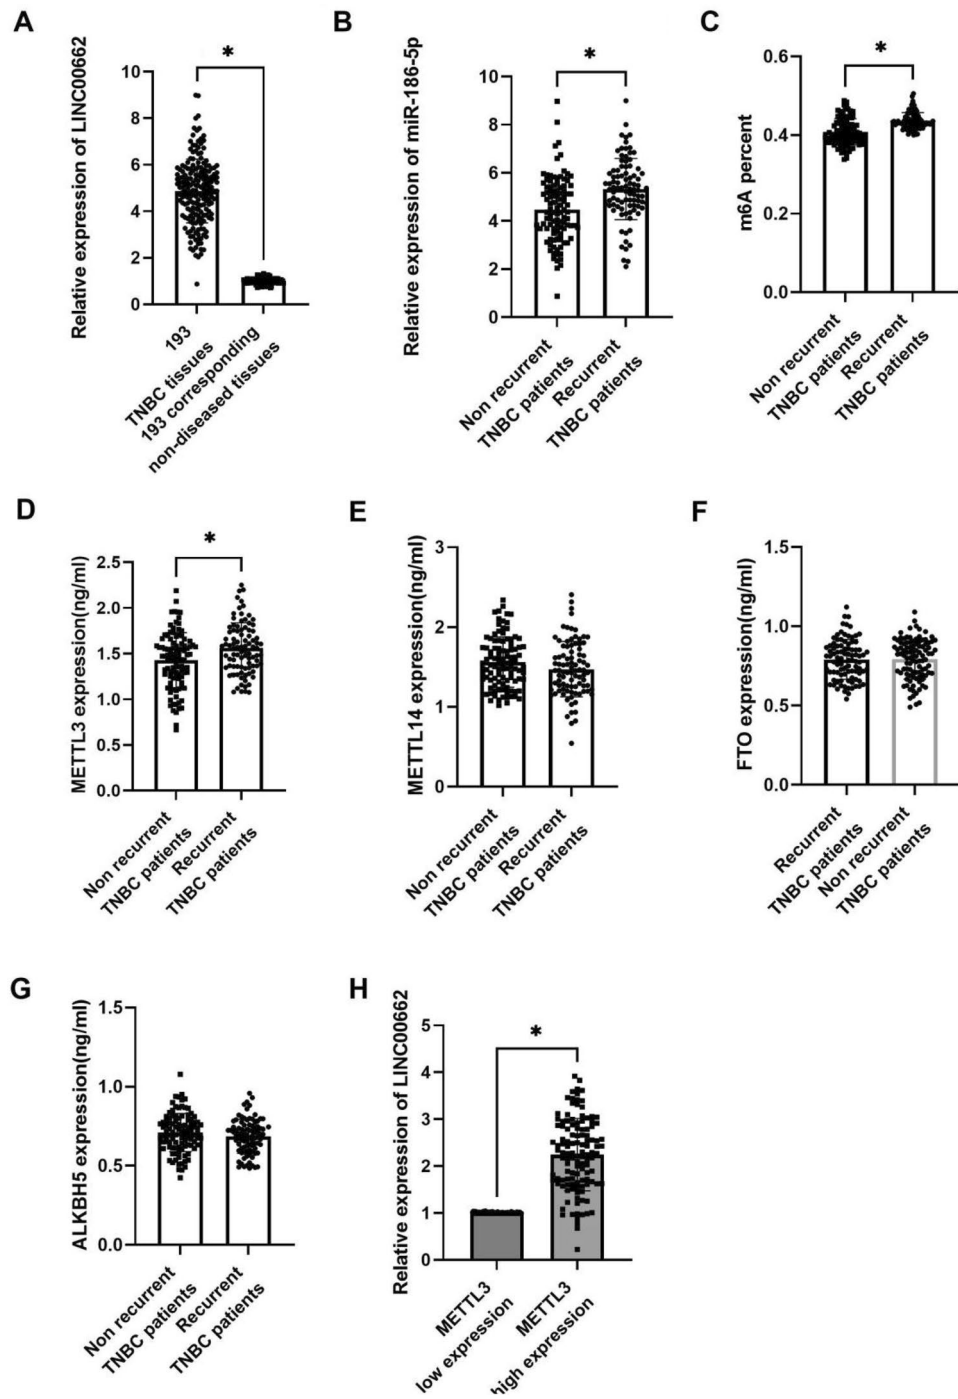 A
Relative expression of LINC00662
*
10
8
6
4
2
0
193
TNBC tissues
193 corresponding
non-diseased tissues
B
Relative expression of miR-186-5p
*
10
8
6
4
2
0
Non recurrent
TNBC patients
Recurrent
TNBC patients
C
m6A percent
*
0.6
0.4
0.2
0.0
Non recurrent
TNBC patients
Recurrent
TNBC patients
D
METTL3 expression(ng/ml)
*
2.5
2.0
1.5
1.0
0.5
0.0
Non recurrent
TNBC patients
Recurrent
TNBC patients
E
METTL14 expression(ng/ml)
3
2
1
0
Non recurrent
TNBC patients
Recurrent
TNBC patients
F
FTO expression(ng/ml)
1.5
1.0
0.5
0.0
Recurrent
TNBC patients
Non recurrent
TNBC patients
G
ALKBH5 expression(ng/ml)
1.5
1.0
0.5
0.0
Non recurrent
TNBC patients
Recurrent
TNBC patients
H
Relative expression of LINC00662
*
5
4
3
2
1
0
METTL3
low expression
METTL3
high expression